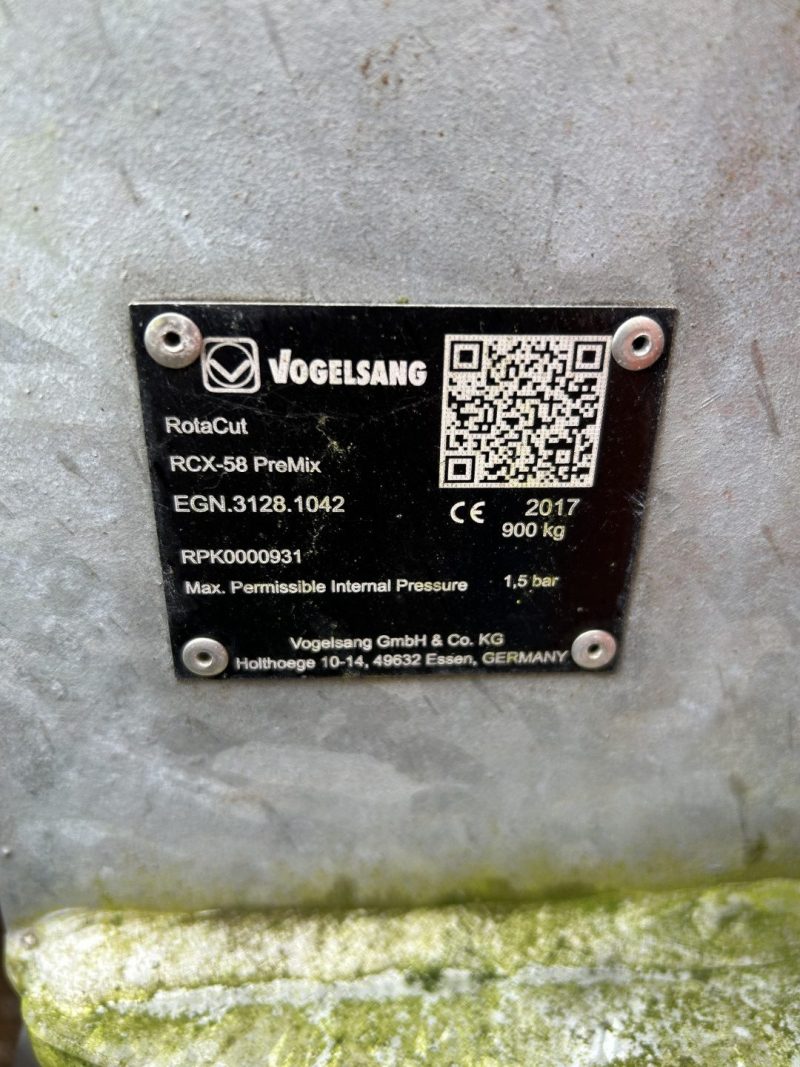 VOGELSANG
RotaCut
RCX-58 PreMix
EGN.3128.1042
CE 2017
900 kg
RPK0000931
Max. Permissible Internal Pressure 1,5 bar
Vogelsang GmbH & Co. KG
Holthoege 10-14, 49632 Essen, GERMANY